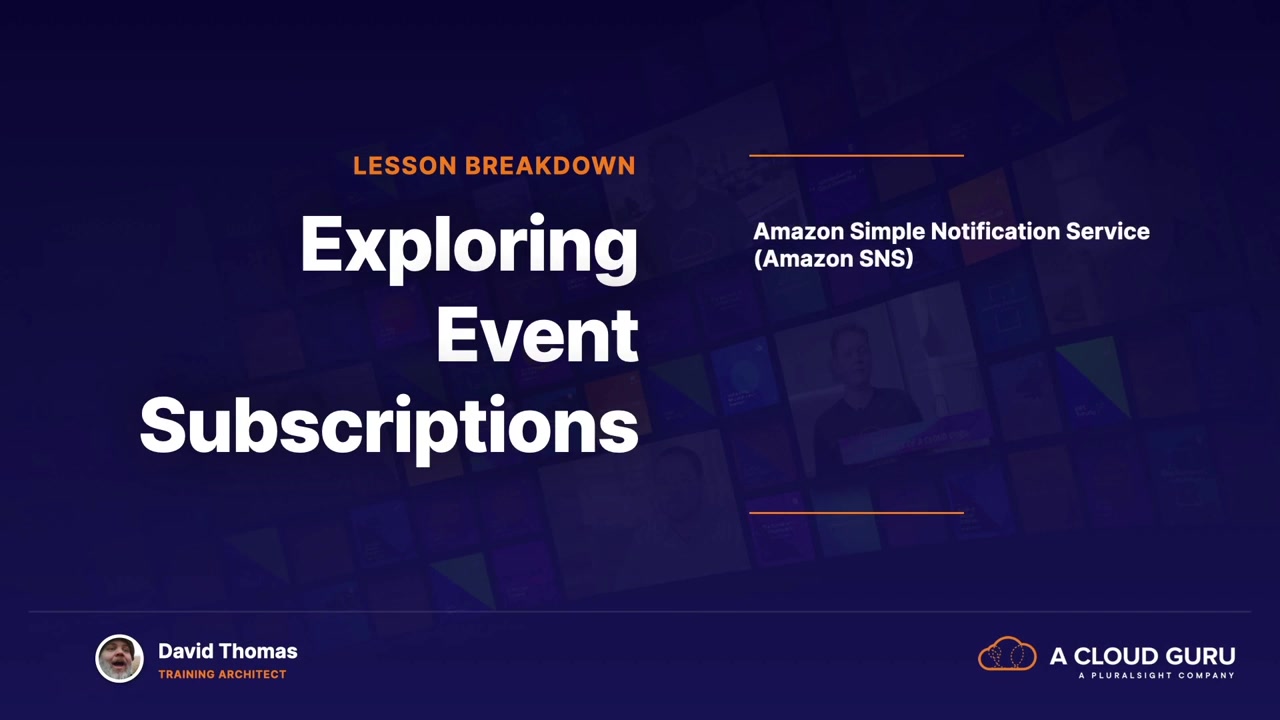 LESSON BREAKDOWN
Exploring
Event
Subscriptions
Amazon Simple Notification Service
(Amazon SNS)
David Thomas
TRAINING ARCHITECT
A CLOUD GURU
A PLURALSIGHT COMPANY